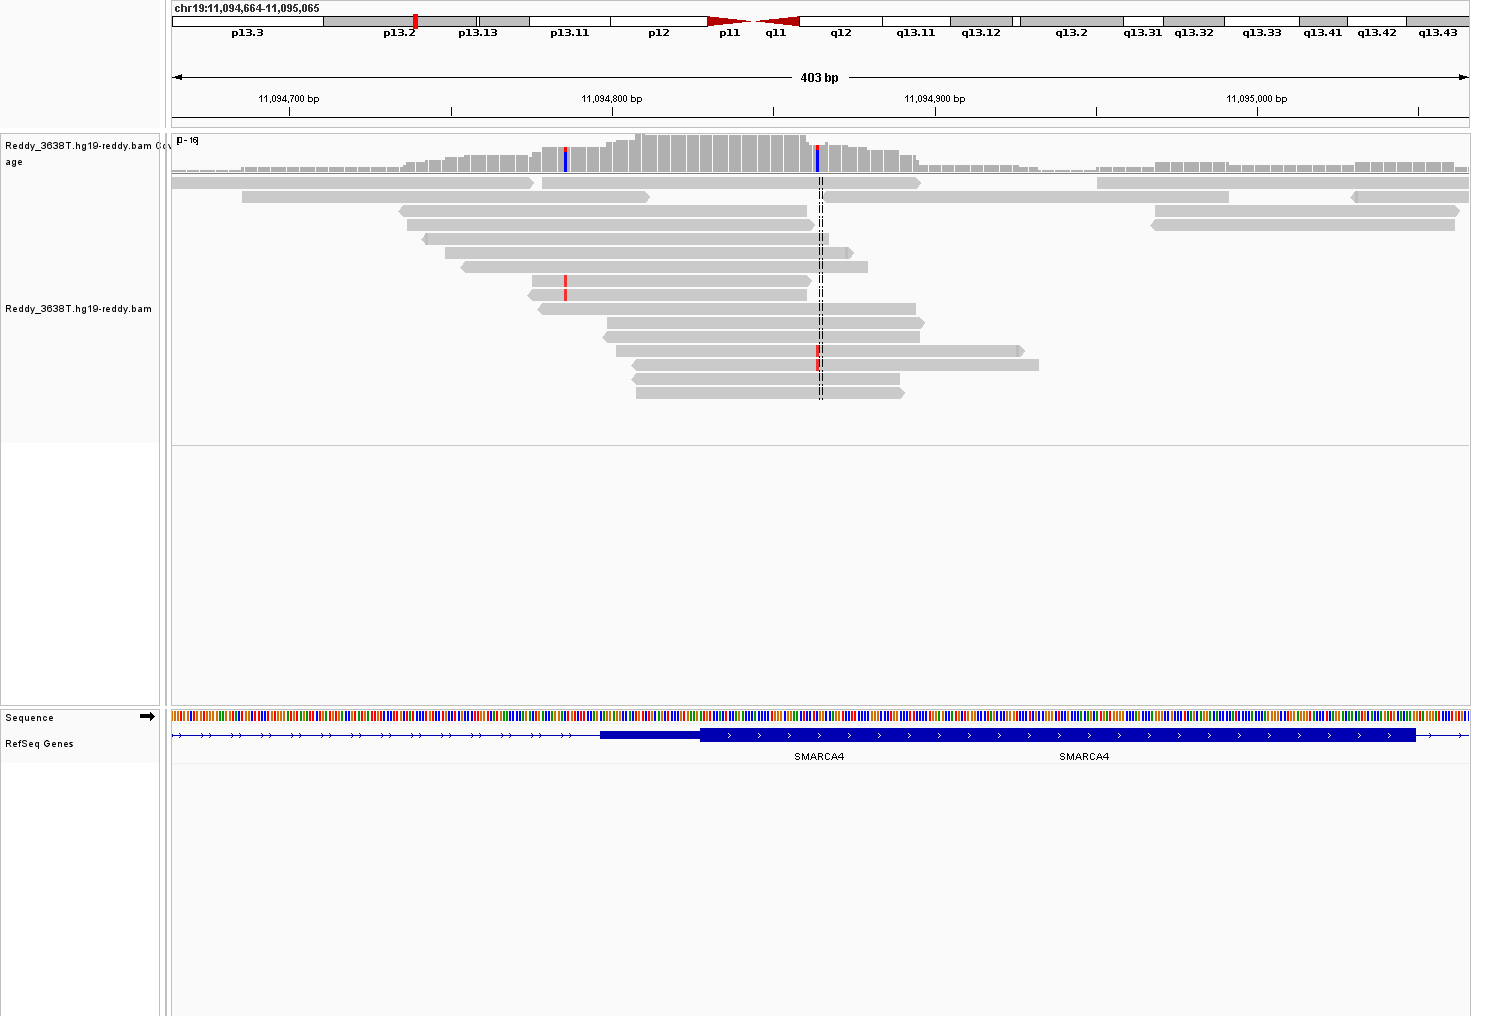 chr19:11,094,664-11,095,065
p13.3 p13.2 p13.13 p13.11 p12 p11 q11 q12 q13.11 q13.12 q13.2 q13.31 q13.32 q13.33 q13.41 q13.42 q13.43
403 bp
11,094,700 bp 11,094,800 bp 11,094,900 bp 11,095,000 bp
Reddy_3638T.hg19-reddy.bam Cov
age
[0 - 16]
Reddy_3638T.hg19-reddy.bam
Sequence
RefSeq Genes
SMARCA4 SMARCA4